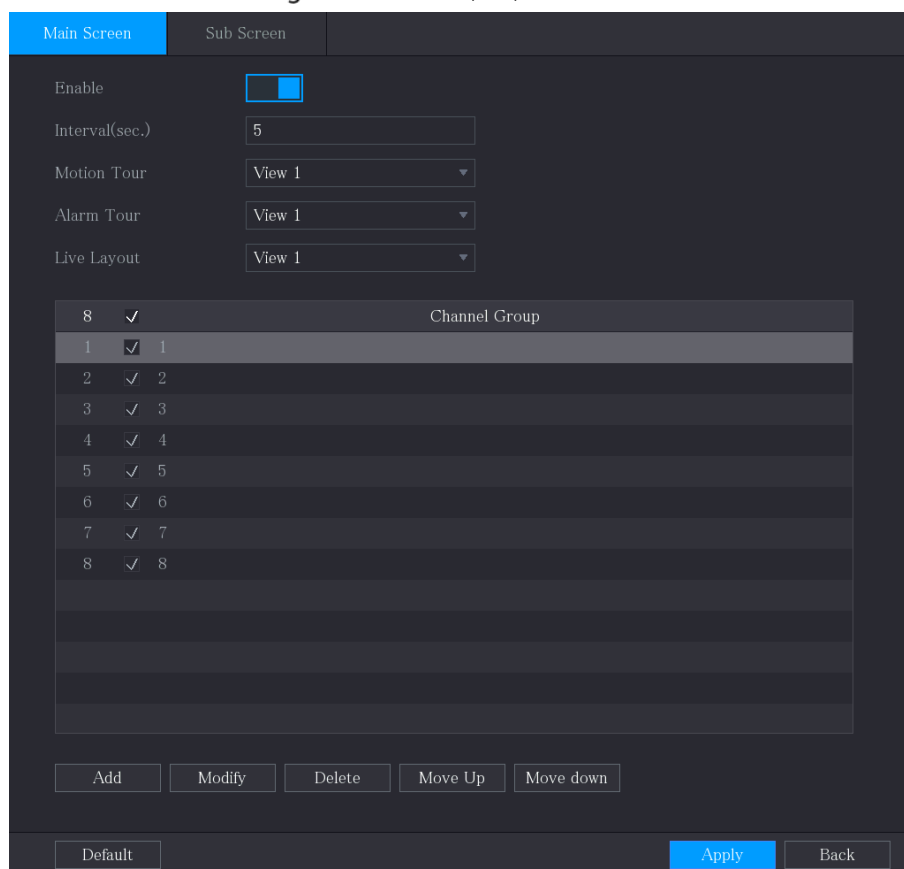 Main Screen Sub Screen
Enable
Interval(sec.) 5
Motion Tour View 1
Alarm Tour View 1
Live Layout View 1
8 Channel Group
1 1
2 2
3 3
4 4
5 5
6 6
7 7
8 8
Add Modify Delete Move Up Move down
Default Apply Back